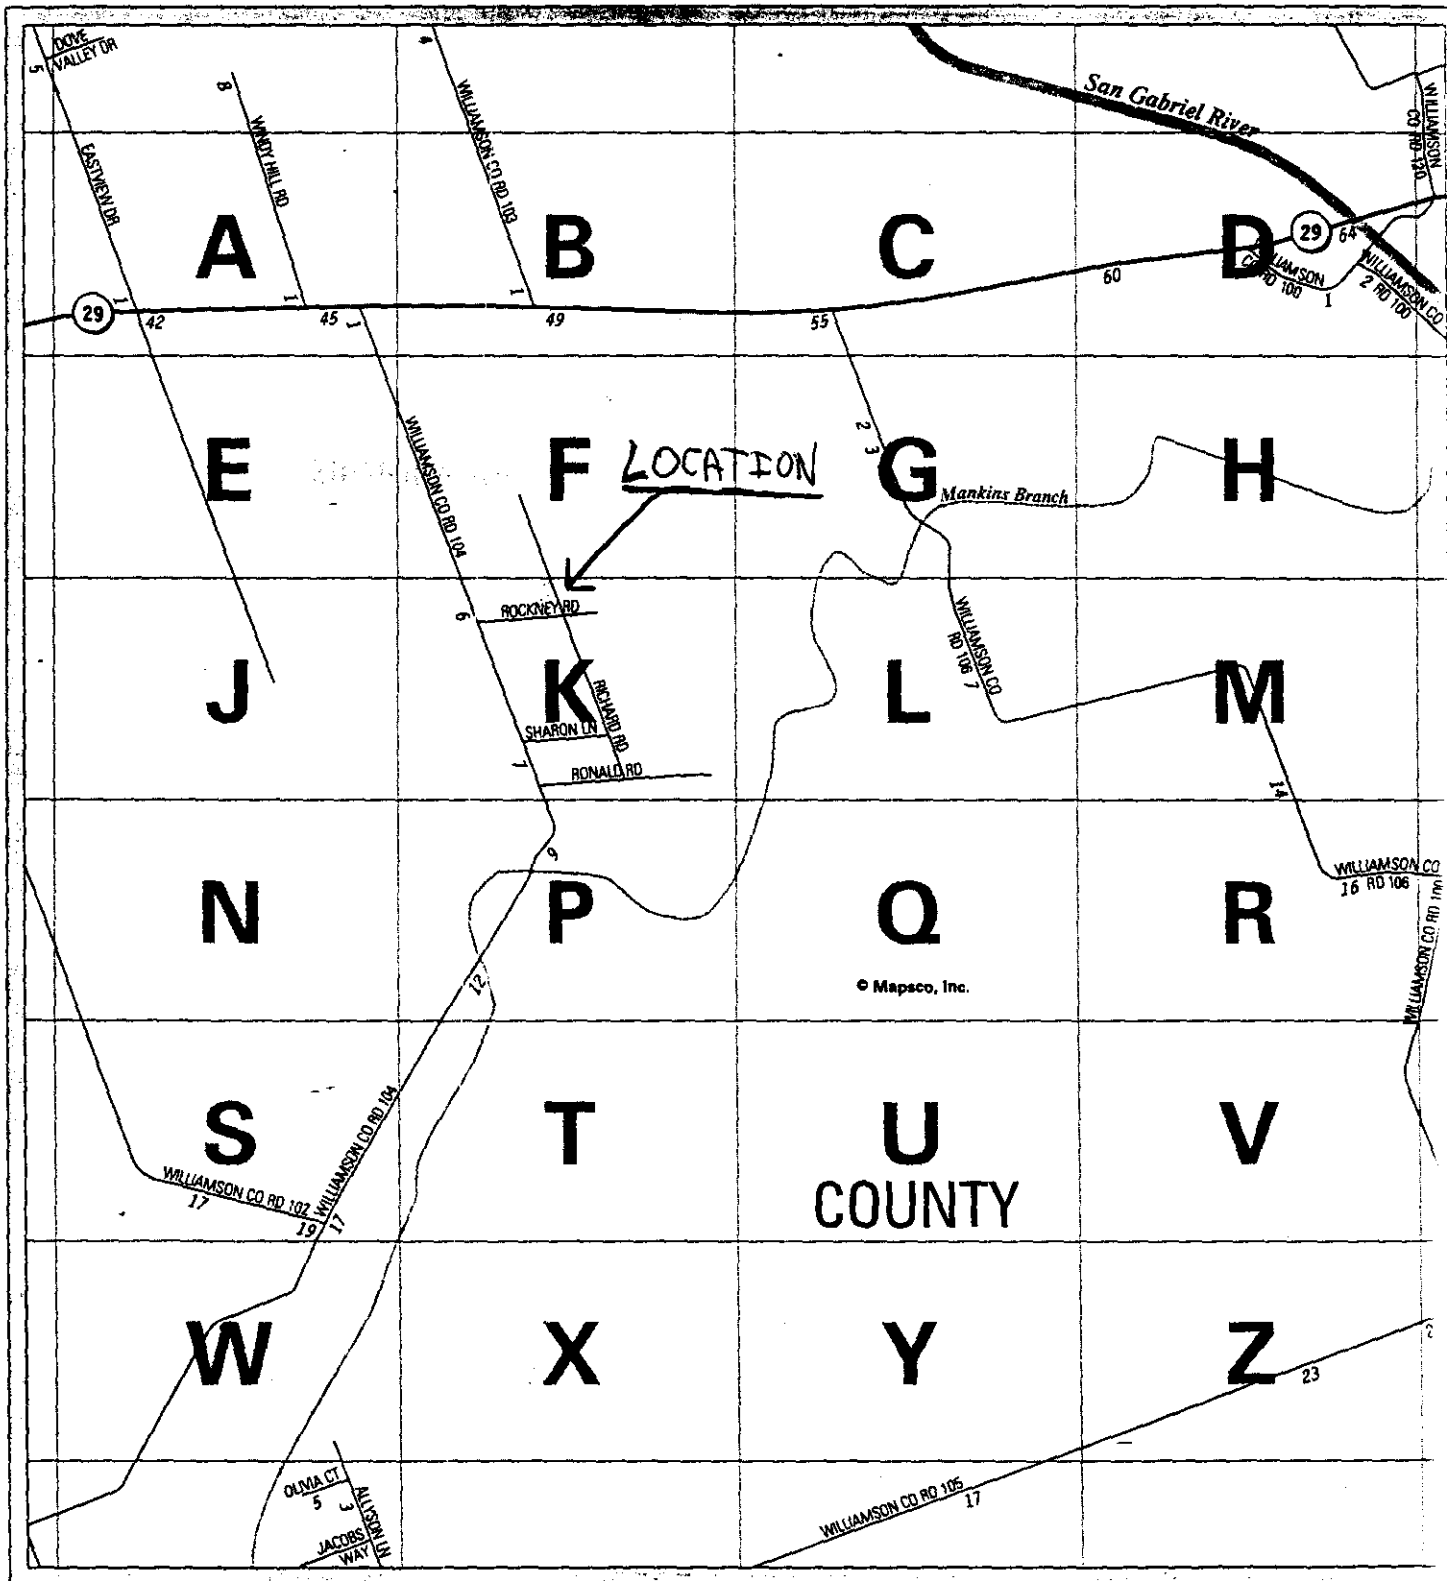 DOVE
VALLEY DR
5
EASTVIEW DR
8
WINDY HILL RD
4
WILLIAMSON CO RD 103
San Gabriel River
WILLIAMSON
CO RD 120
A
B
C
D
29
64
WILLIAMSON
CO RD 100
1
WILLIAMSON CO
2 RD 100
60
1
29
42
1
45
1
1
49
55
E
F
LOCATION
G
H
2
3
Mankins Branch
WILLIAMSON CO RD 104
6
ROCKNEY RD
WILLIAMSON CO
RD 106 7
J
K
L
M
RICHARD RD
SHARON LN
7
RONALD RD
14
9
WILLIAMSON CO
16 RD 106
WILLIAMSON CO RD 100
N
P
Q
R
12
© Mapsco, Inc.
S
T
U
V
WILLIAMSON CO RD 104
WILLIAMSON CO RD 102
17
19
17
COUNTY
W
X
Y
Z
23
OLIVIA CT
5
3
ALLYSON LN
JACOBS
WAY
WILLIAMSON CO RD 105
17